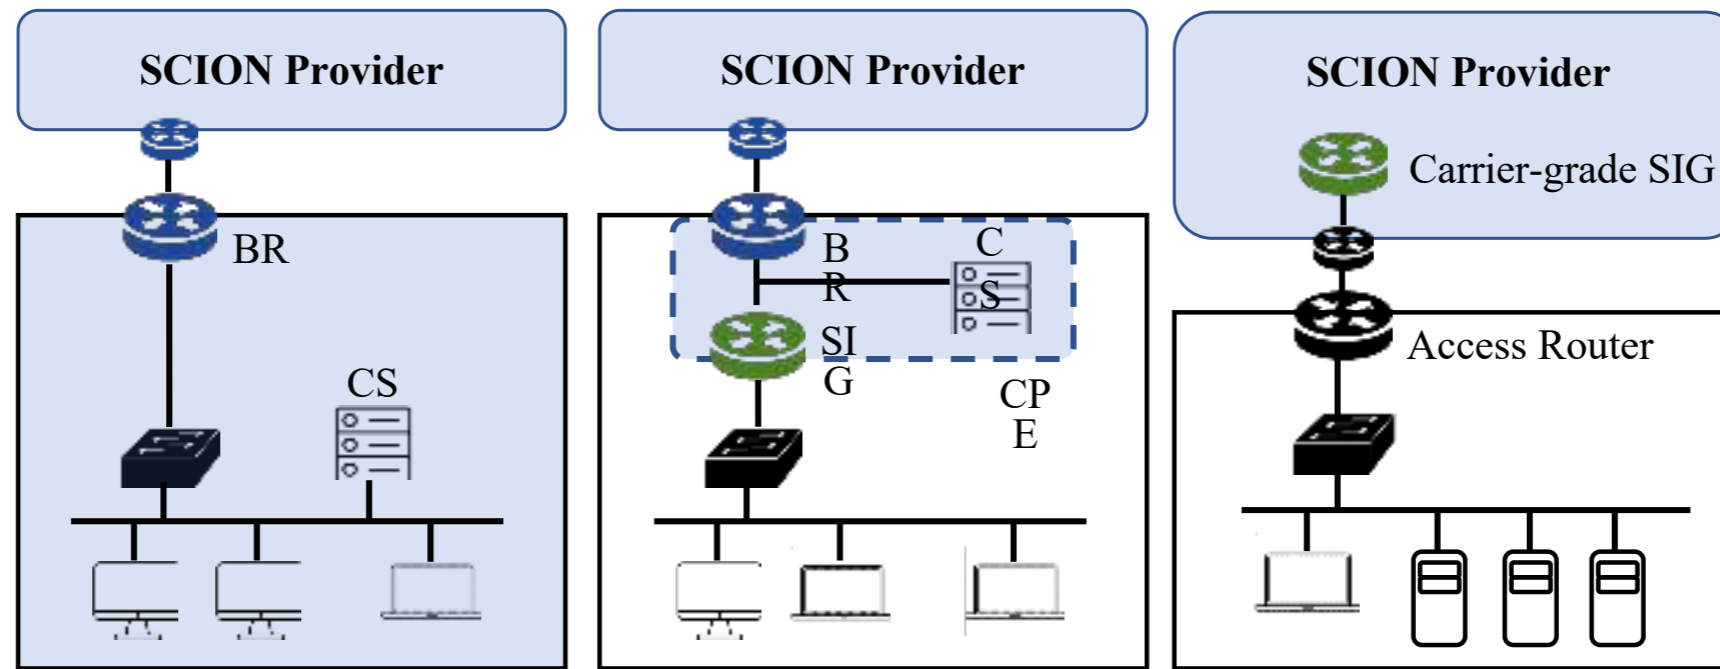 SCION Provider
BR
CS
SCION Provider
B
R
C
S
SI
G
CP
E
SCION Provider
Carrier-grade SIG
Access Router